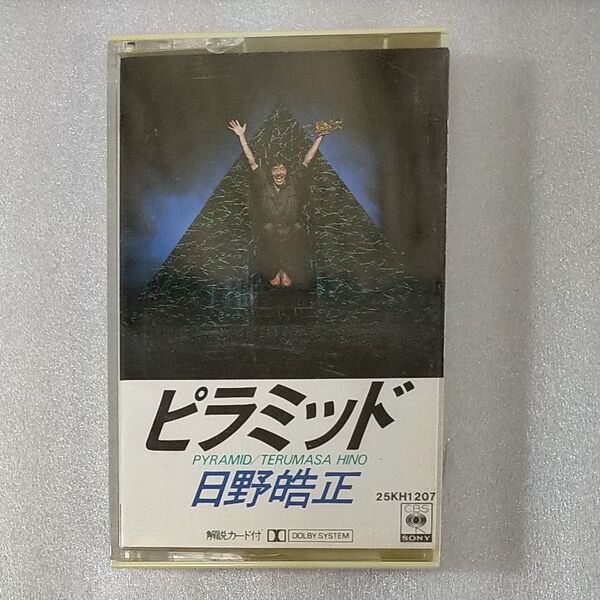 ピラミッド
PYRAMID/TERUMASA HINO
日野皓正
25KH1207
CBS
SONY
解説カード付
DOLBY SYSTEM